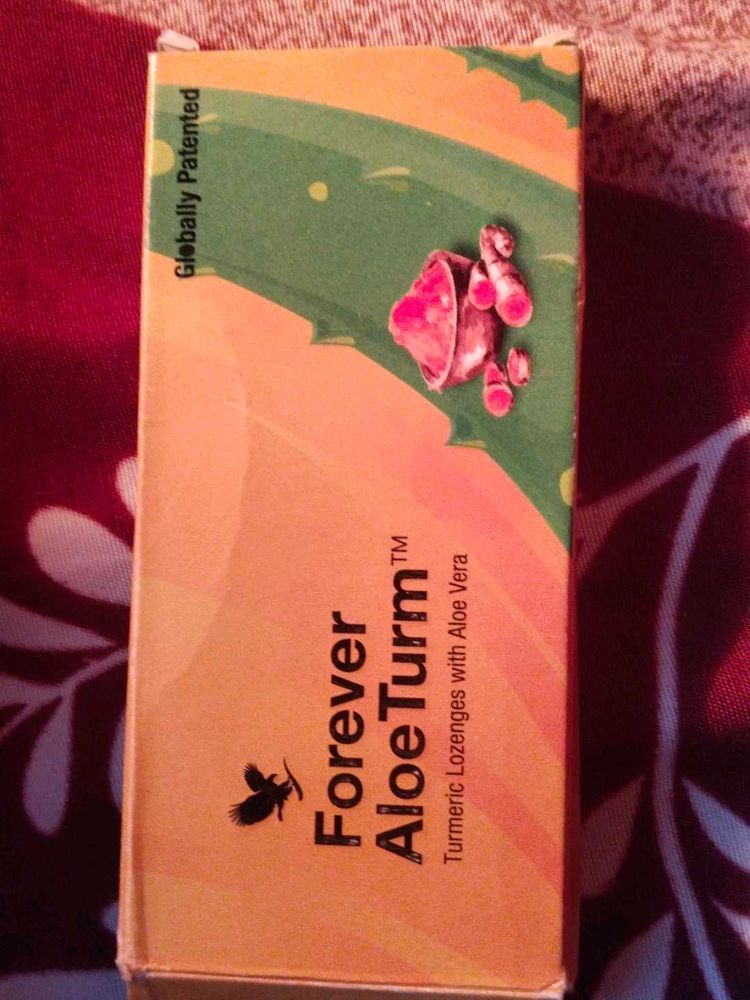 Globally Patented
Forever
AloeTurm™
Turmeric Lozenges with Aloe Vera